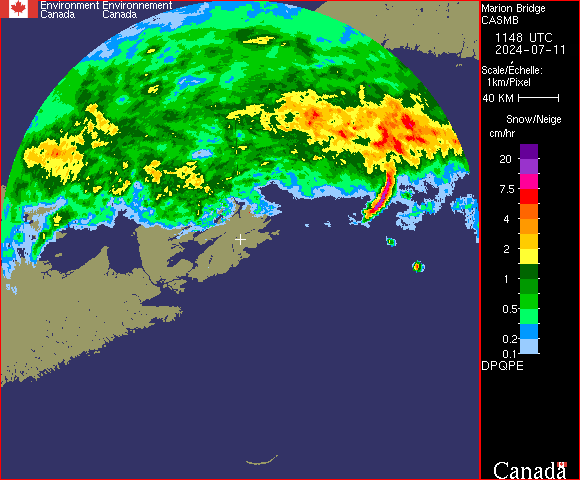 Environment Environnement
Canada Canada
Marion Bridge
CASMB
1148 UTC
2024-07-11
Scale/Échelle:
1km/Pixel
40 KM
Snow/Neige
cm/hr
20
7.5
4
2
1
0.5
0.2
0.1
DPQPE
Canada